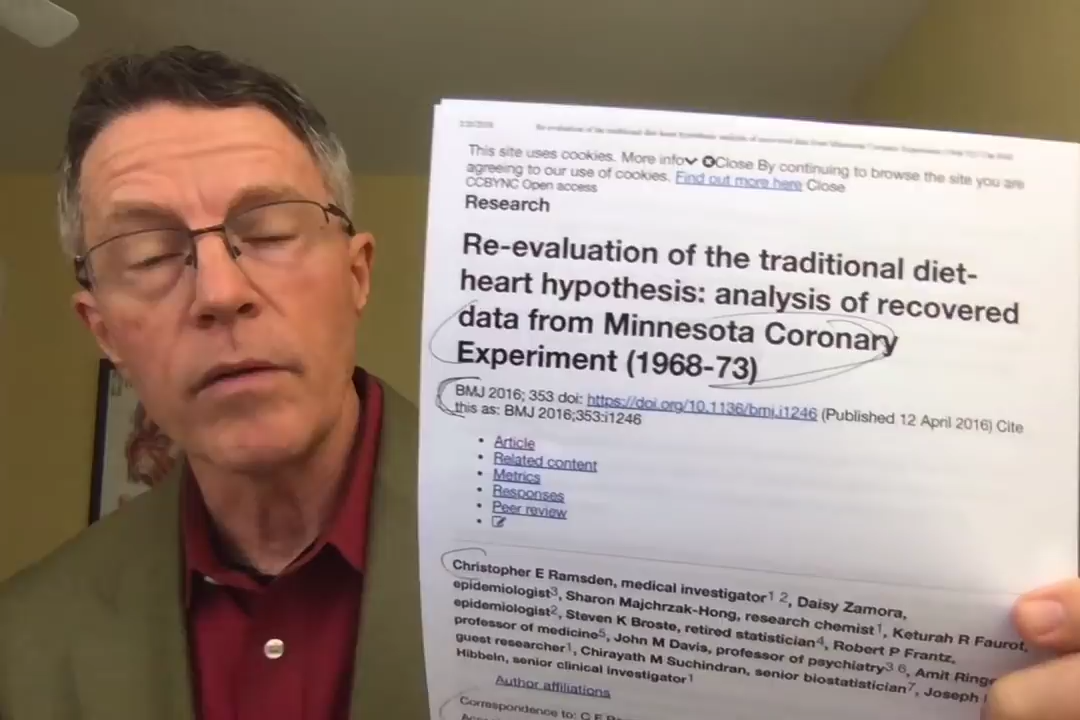 This site uses cookies. More info Close By continuing to browse the site you are
agreeing to our use of cookies. Find out more here Close
CCBYNC Open access
Research
Re-evaluation of the traditional diet-
heart hypothesis: analysis of recovered
data from Minnesota Coronary
Experiment (1968-73)
BMJ 2016; 353 doi: https://doi.org/10.1136/bmj.i1246 (Published 12 April 2016) Cite
this as: BMJ 2016;353:i1246
• Article
• Related content
• Metrics
• Responses
• Peer review
Christopher E Ramsden, medical investigator1 2, Daisy Zamora,
epidemiologist3, Sharon Majchrzak-Hong, research chemist1, Keturah R Faurot,
epidemiologist2, Steven K Broste, retired statistician4, Robert P Frantz,
professor of medicine5, John M Davis, professor of psychiatry3 6, Amit Ringe
guest researcher1, Chirayath M Suchindran, senior biostatistician7, Joseph
Hibbeln, senior clinical investigator1
Author affiliations
Correspondence to: C E